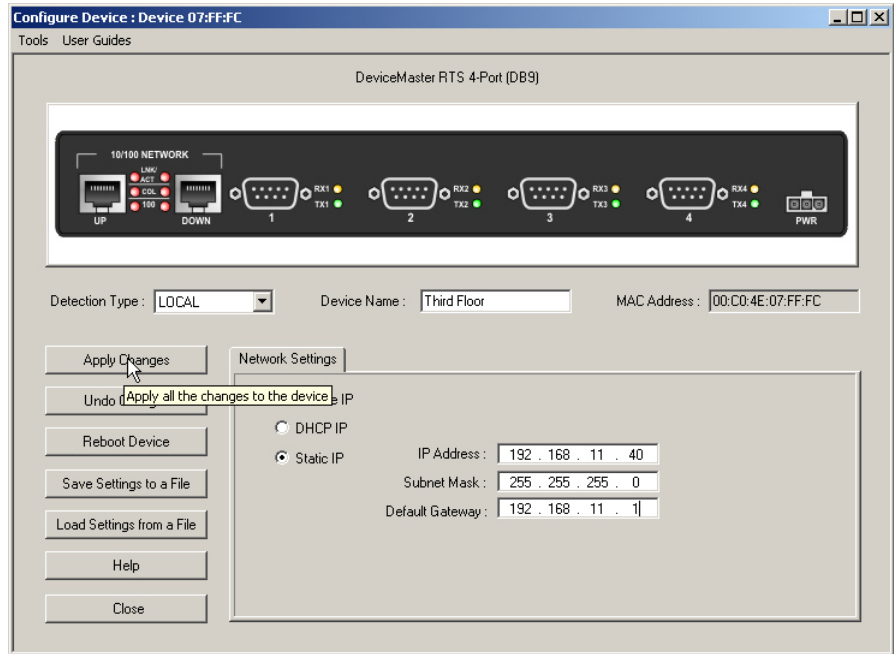 Configure Device : Device 07:FF:FC
Tools User Guides
DeviceMaster RTS 4-Port (DB9)
10/100 NETWORK
LNK/
ACT
COL
100
UP
DOWN
RX1
TX1
1
RX2
TX2
2
RX3
TX3
3
RX4
TX4
4
PWR
Detection Type : LOCAL Device Name : Third Floor MAC Address : 00:C0:4E:07:FF:FC
Apply Changes
Network Settings
Apply all the changes to the device
Undo
IP
DHCP IP
Reboot Device
Static IP
IP Address : 192 . 168 . 11 . 40
Save Settings to a File
Subnet Mask : 255 . 255 . 255 . 0
Default Gateway : 192 . 168 . 11 . 1
Load Settings from a File
Help
Close